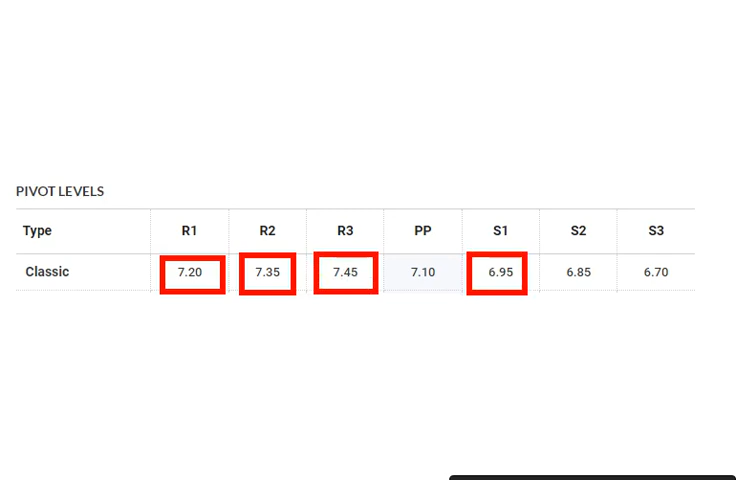 PIVOT LEVELS
Type R1 R2 R3 PP S1 S2 S3
Classic 7.20 7.35 7.45 7.10 6.95 6.85 6.70